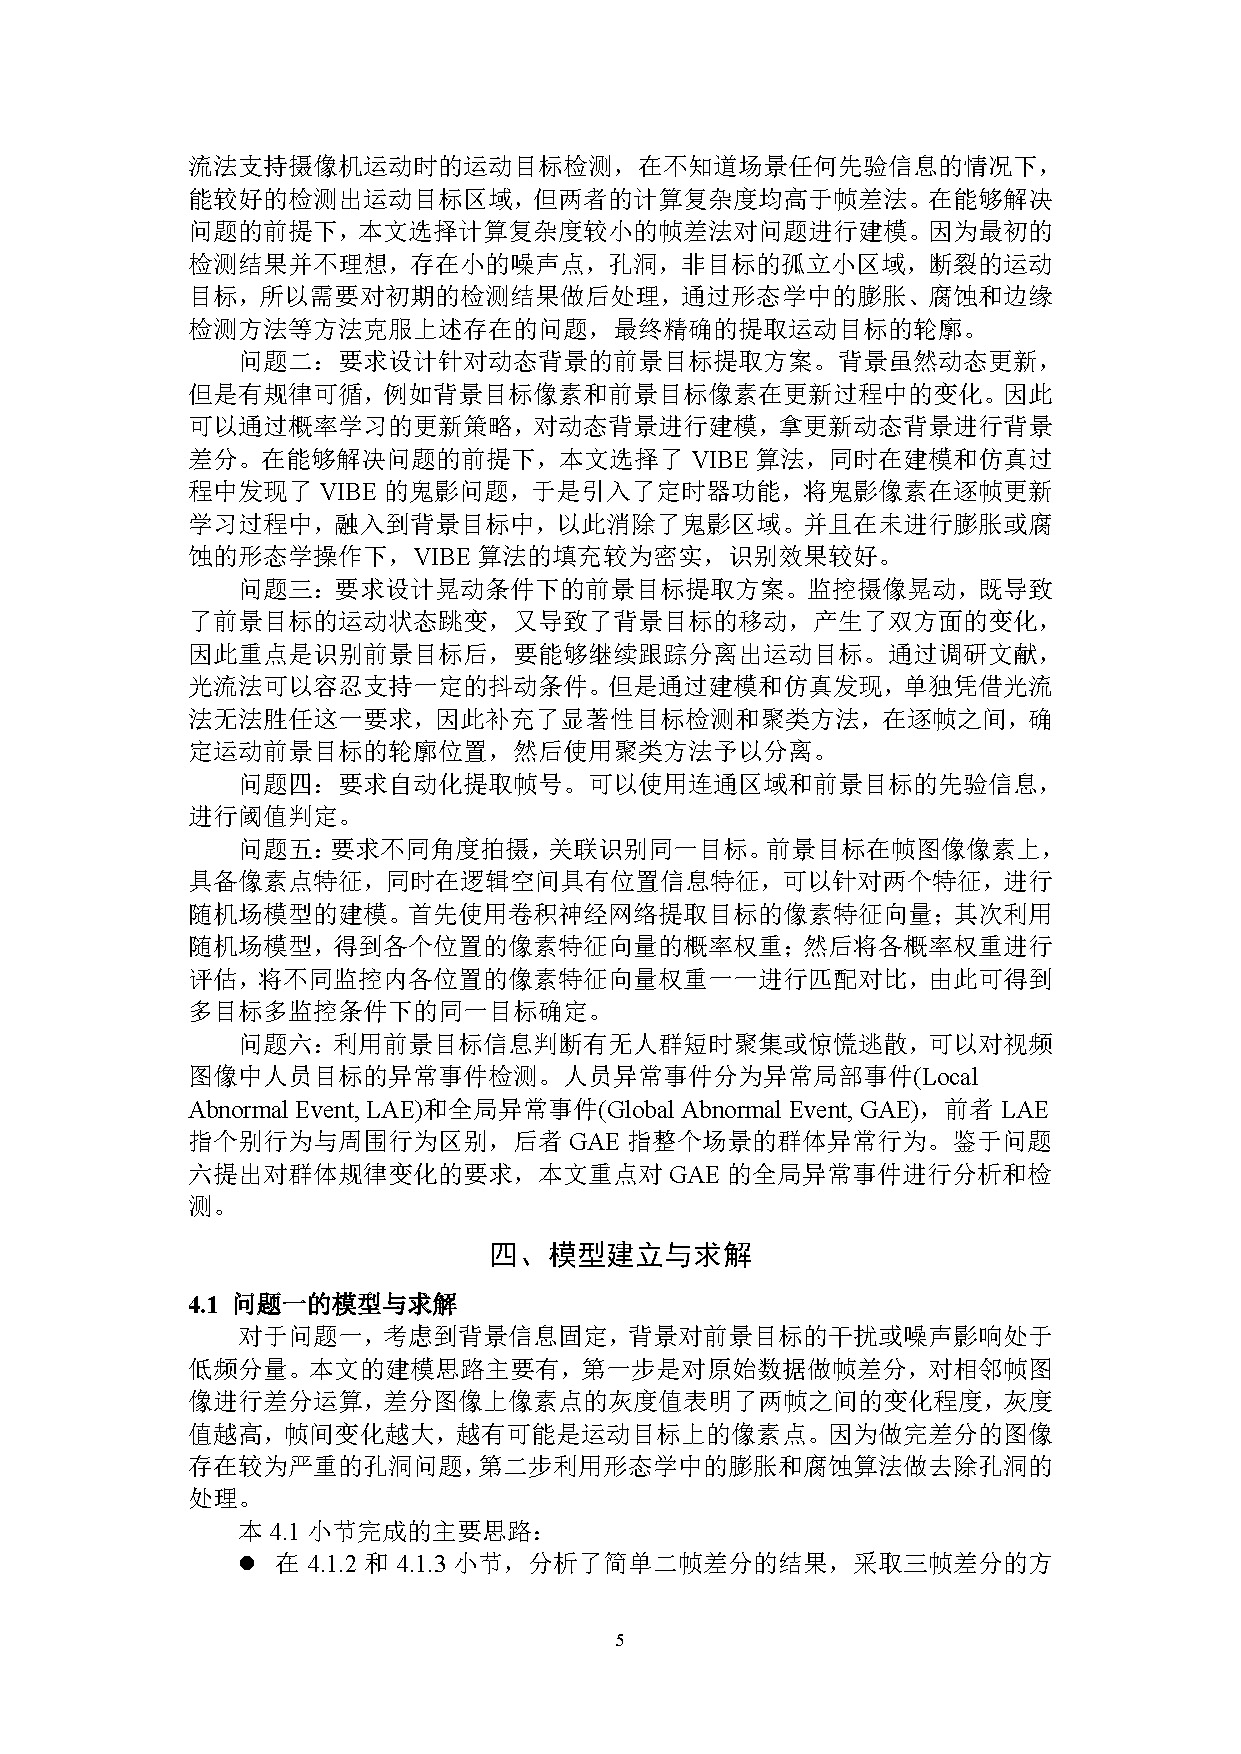 流法支持摄像机运动时的运动目标检测，在不知道场景任何先验信息的情况下，
能较好的检测出运动目标区域，但两者的计算复杂度均高于帧差法。在能够解决
问题的前提下，本文选择计算复杂度较小的帧差法对问题进行建模。因为最初的
检测结果并不理想，存在小的噪声点，孔洞，非目标的孤立小区域，断裂的运动
目标，所以需要对初期的检测结果做后处理，通过形态学中的膨胀、腐蚀和边缘
检测方法等方法克服上述存在的问题，最终精确的提取运动目标的轮廓。
问题二：要求设计针对动态背景的前景目标提取方案。背景虽然动态更新，
但是有规律可循，例如背景目标像素和前景目标像素在更新过程中的变化。因此
可以通过概率学习的更新策略，对动态背景进行建模，拿更新动态背景进行背景
差分。在能够解决问题的前提下，本文选择了 VIBE 算法，同时在建模和仿真过
程中发现了 VIBE 的鬼影问题，于是引入了定时器功能，将鬼影像素在逐帧更新
学习过程中，融入到背景目标中，以此消除了鬼影区域。并且在未进行膨胀或腐
蚀的形态学操作下，VIBE 算法的填充较为密实，识别效果较好。
问题三：要求设计晃动条件下的前景目标提取方案。监控摄像晃动，既导致
了前景目标的运动状态跳变，又导致了背景目标的移动，产生了双方面的变化，
因此重点是识别前景目标后，要能够继续跟踪分离出运动目标。通过调研文献，
光流法可以容忍支持一定的抖动条件。但是通过建模和仿真发现，单独凭借光流
法无法胜任这一要求，因此补充了显著性目标检测和聚类方法，在逐帧之间，确
定运动前景目标的轮廓位置，然后使用聚类方法予以分离。
问题四：要求自动化提取帧号。可以使用连通区域和前景目标的先验信息，
进行阈值判定。
问题五：要求不同角度拍摄，关联识别同一目标。前景目标在帧图像像素上，
具备像素点特征，同时在逻辑空间具有位置信息特征，可以针对两个特征，进行
随机场模型的建模。首先使用卷积神经网络提取目标的像素特征向量；其次利用
随机场模型，得到各个位置的像素特征向量的概率权重；然后将各概率权重进行
评估，将不同监控内各位置的像素特征向量权重一一进行匹配对比，由此可得到
多目标多监控条件下的同一目标确定。
问题六：利用前景目标信息判断有无人群短时聚集或惊慌逃散，可以对视频
图像中人员目标的异常事件检测。人员异常事件分为异常局部事件(Local
Abnormal Event, LAE)和全局异常事件(Global Abnormal Event, GAE)，前者 LAE
指个别行为与周围行为区别，后者 GAE 指整个场景的群体异常行为。鉴于问题
六提出对群体规律变化的要求，本文重点对 GAE 的全局异常事件进行分析和检
测。
四、模型建立与求解
4.1 问题一的模型与求解
对于问题一，考虑到背景信息固定，背景对前景目标的干扰或噪声影响处于
低频分量。本文的建模思路主要有，第一步是对原始数据做帧差分，对相邻帧图
像进行差分运算，差分图像上像素点的灰度值表明了两帧之间的变化程度，灰度
值越高，帧间变化越大，越有可能是运动目标上的像素点。因为做完差分的图像
存在较为严重的孔洞问题，第二步利用形态学中的膨胀和腐蚀算法做去除孔洞的
处理。
本 4.1 小节完成的主要思路：
● 在 4.1.2 和 4.1.3 小节，分析了简单二帧差分的结果，采取三帧差分的方
5